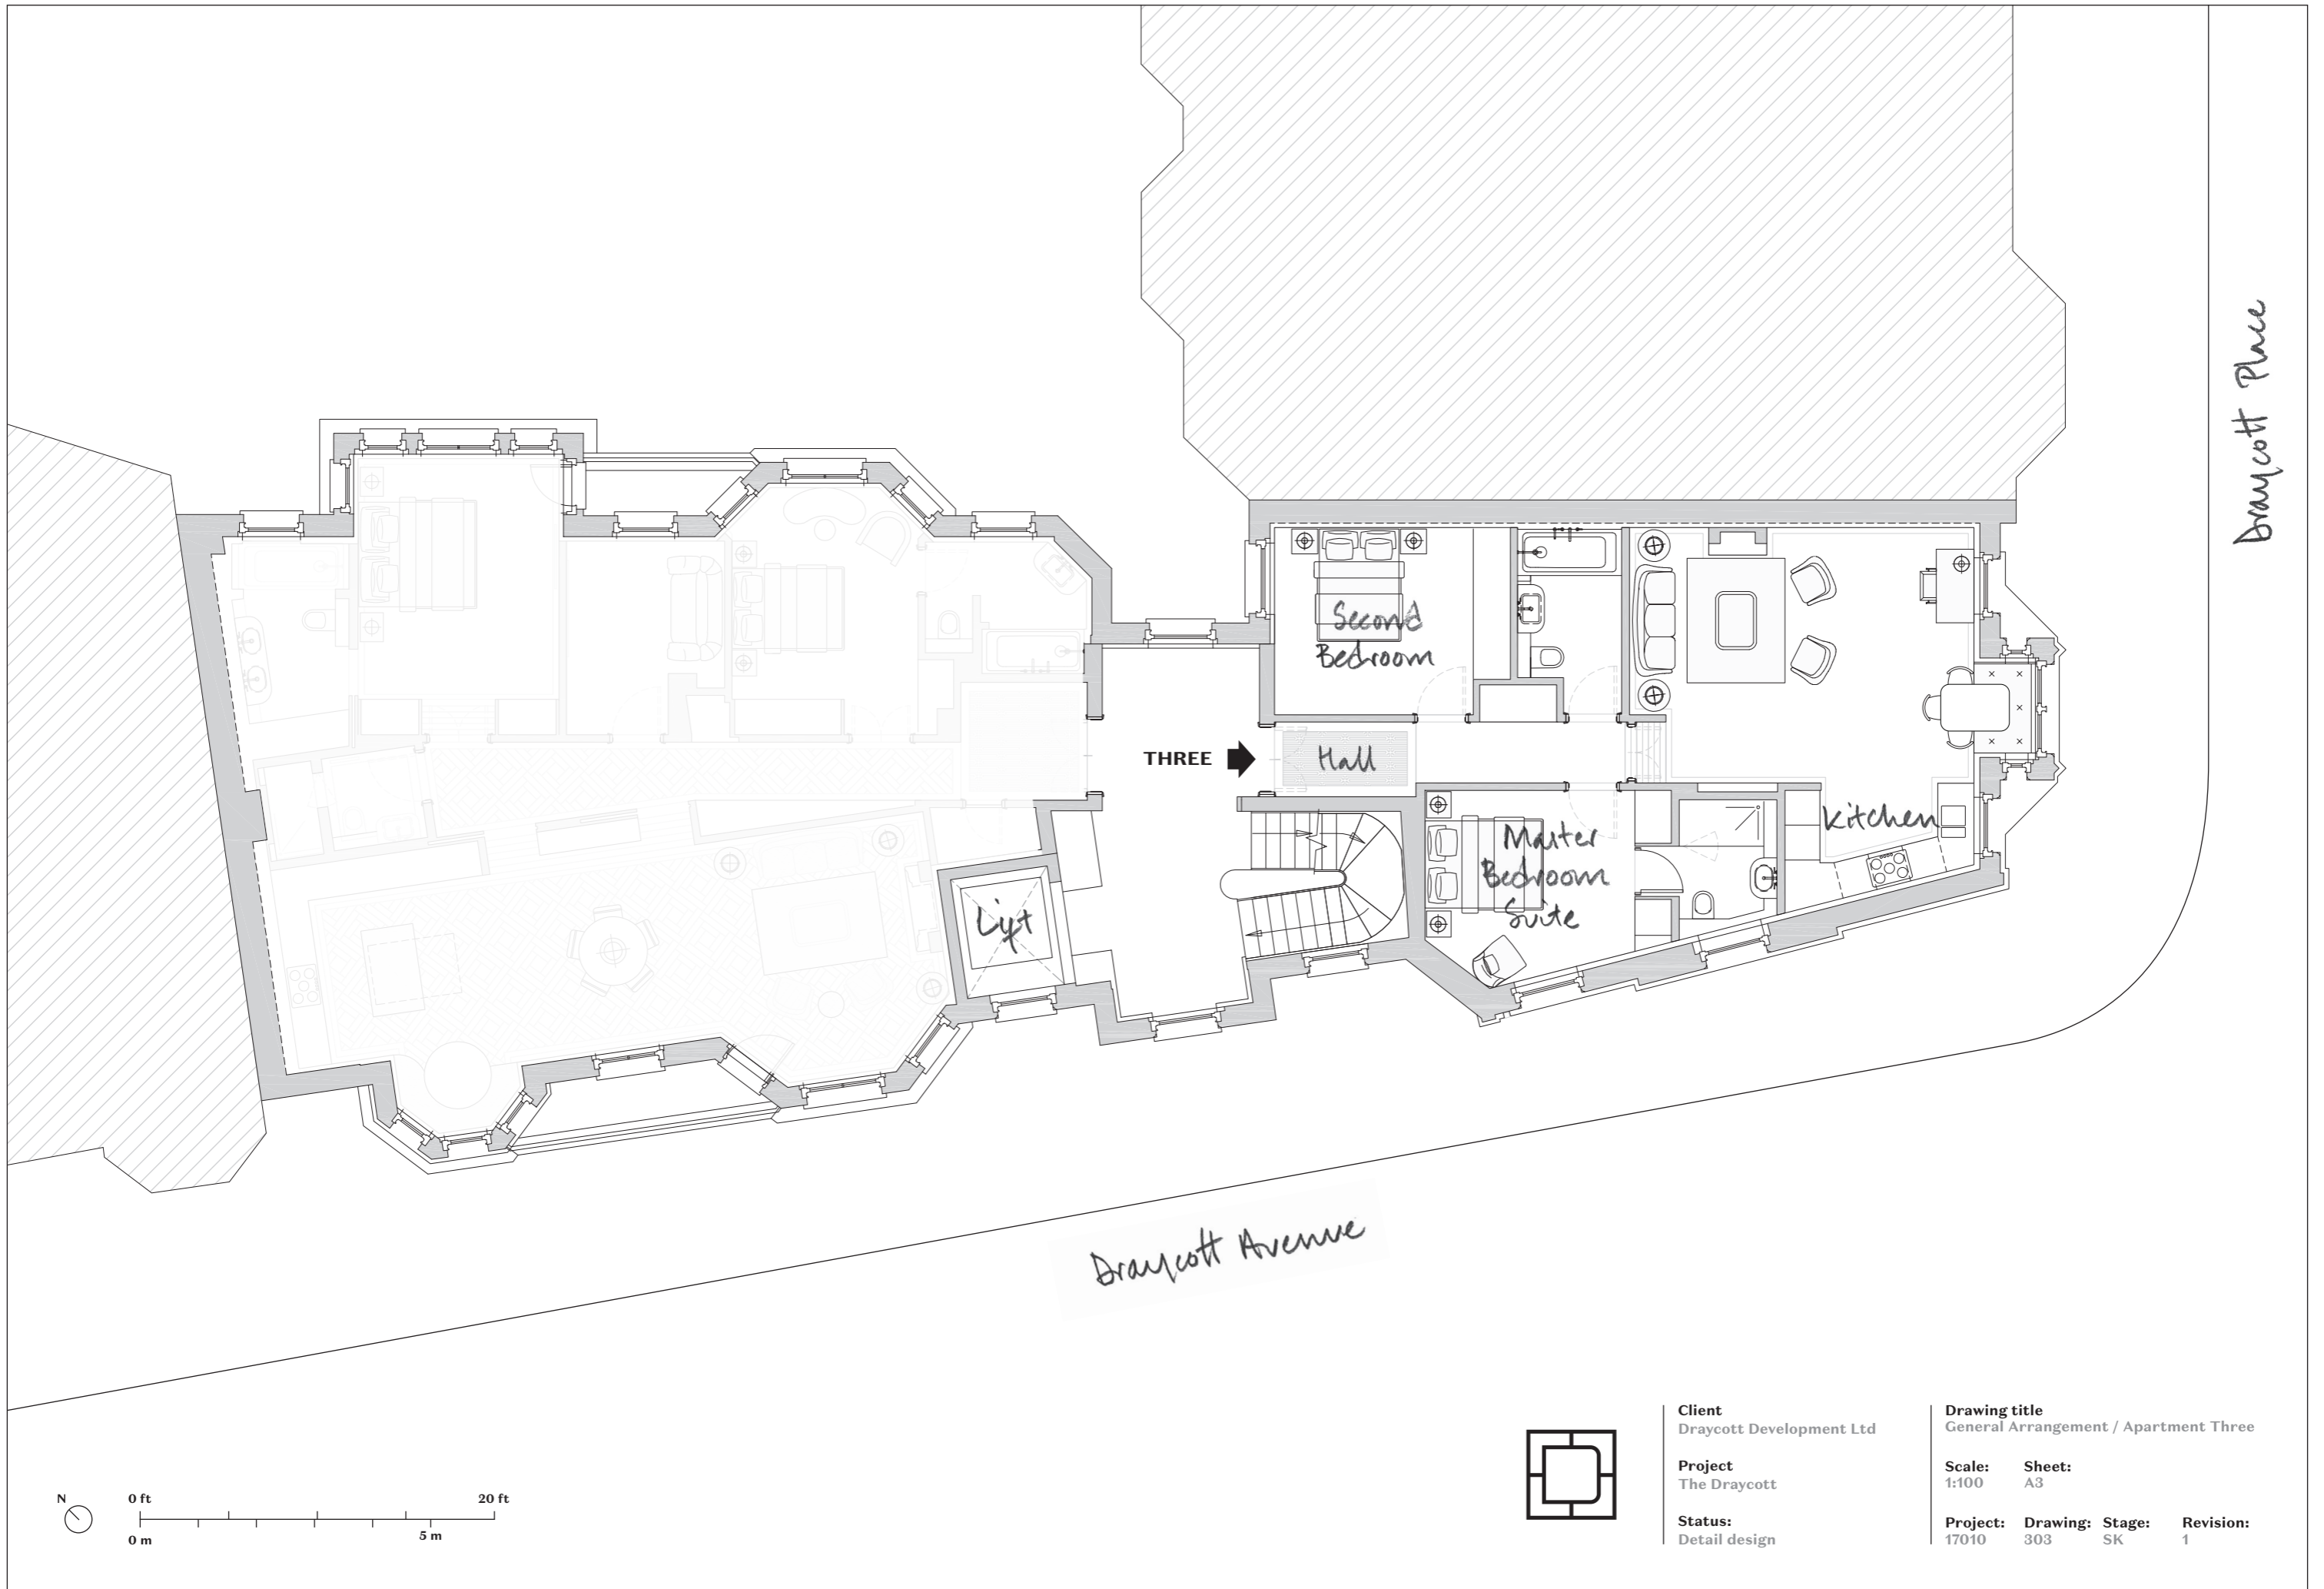 Draycott Place
THREE
Hall
Second
Bedroom
Master
Bedroom
Suite
Kitchen
Lift
Draycott Avenue
N
0 ft
20 ft
0 m
5 m
Client
Draycott Development Ltd
Project
The Draycott
Status:
Detail design
Drawing title
General Arrangement / Apartment Three
Scale: Sheet:
1:100 A3
Project: Drawing: Stage: Revision:
17010 303 SK 1